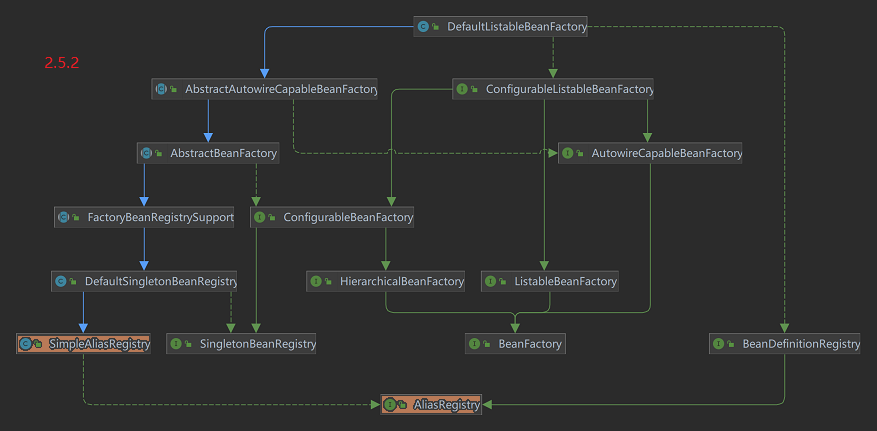 DefaultListableBeanFactory
2.5.2
AbstractAutowireCapableBeanFactory
ConfigurableListableBeanFactory
AbstractBeanFactory
AutowireCapableBeanFactory
FactoryBeanRegistrySupport
ConfigurableBeanFactory
DefaultSingletonBeanRegistry
HierarchicalBeanFactory
ListableBeanFactory
SimpleAliasRegistry
SingletonBeanRegistry
BeanFactory
BeanDefinitionRegistry
AliasRegistry